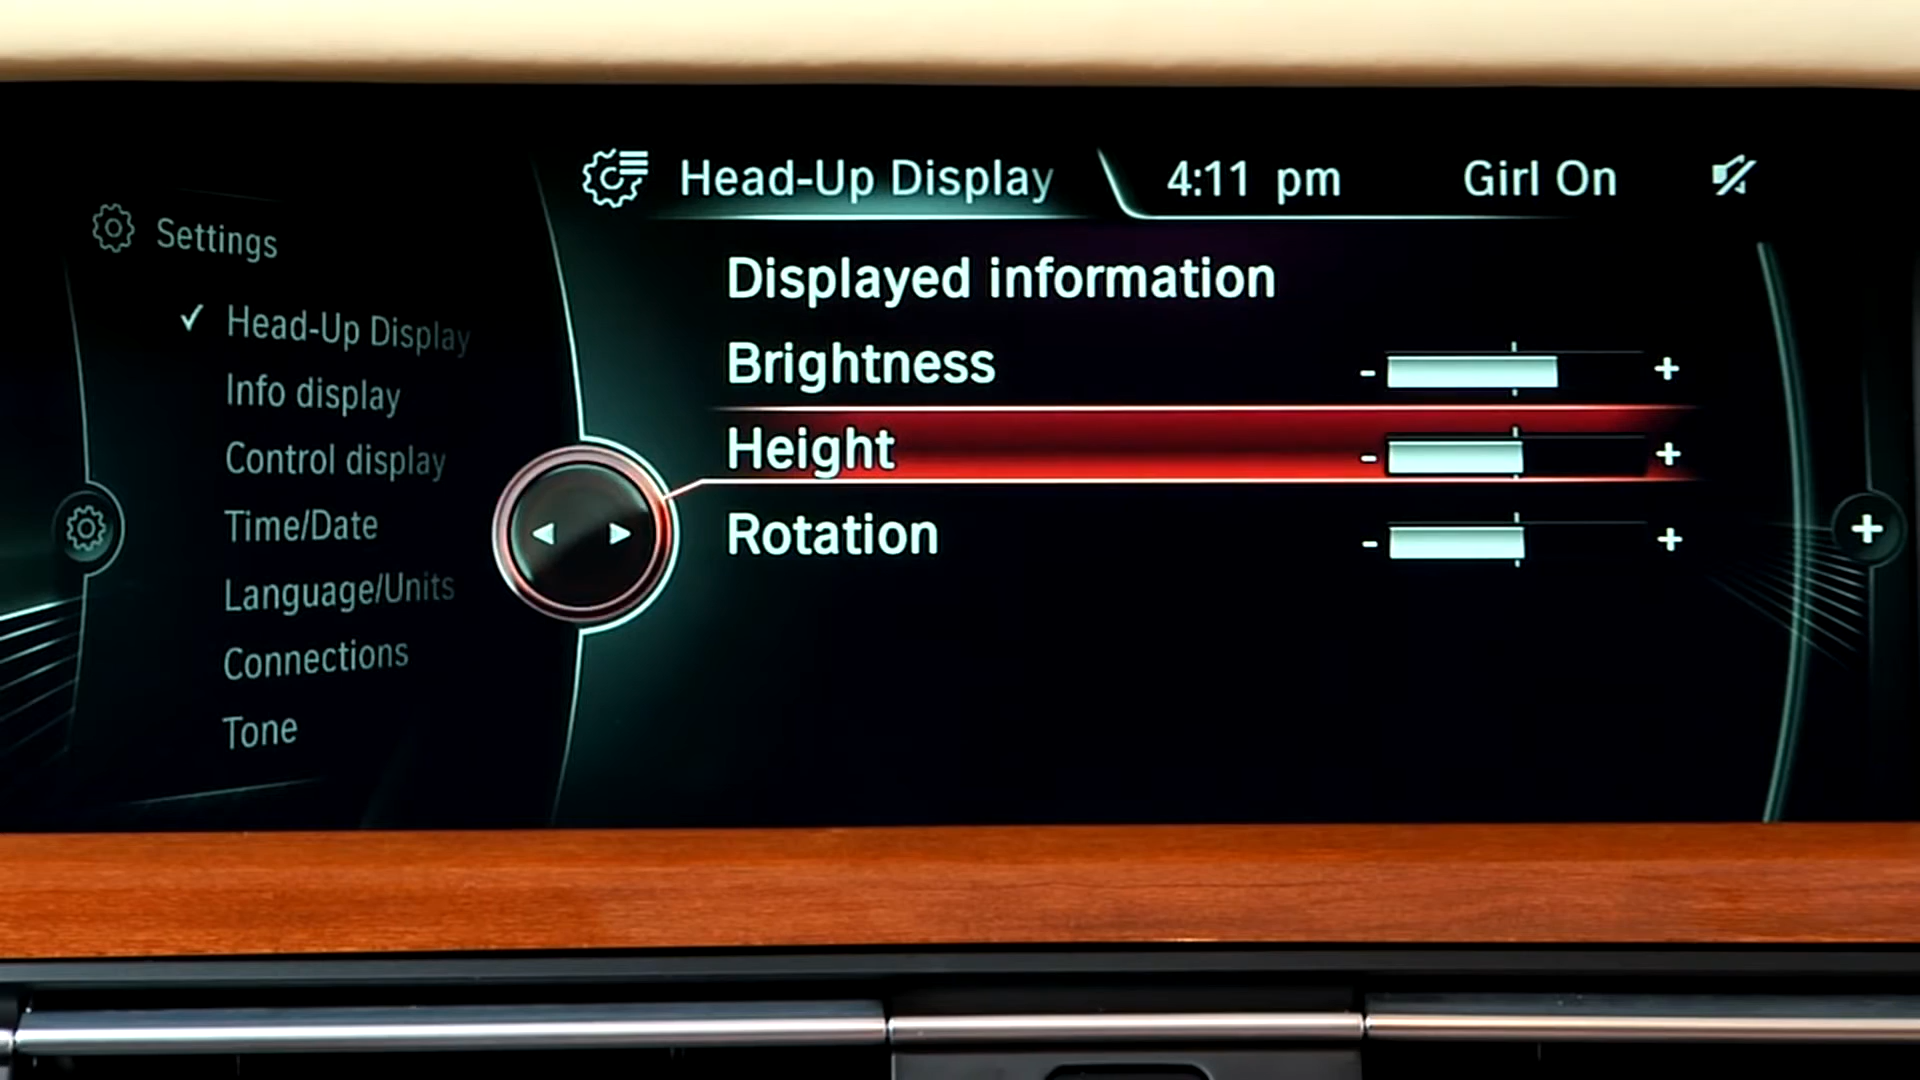 Settings
✓ Head-Up Display
Info display
Control display
Time/Date
Language/Units
Connections
Tone
Head-Up Display
4:11 pm
Girl On
Displayed information
Brightness - +
Height - +
Rotation - +